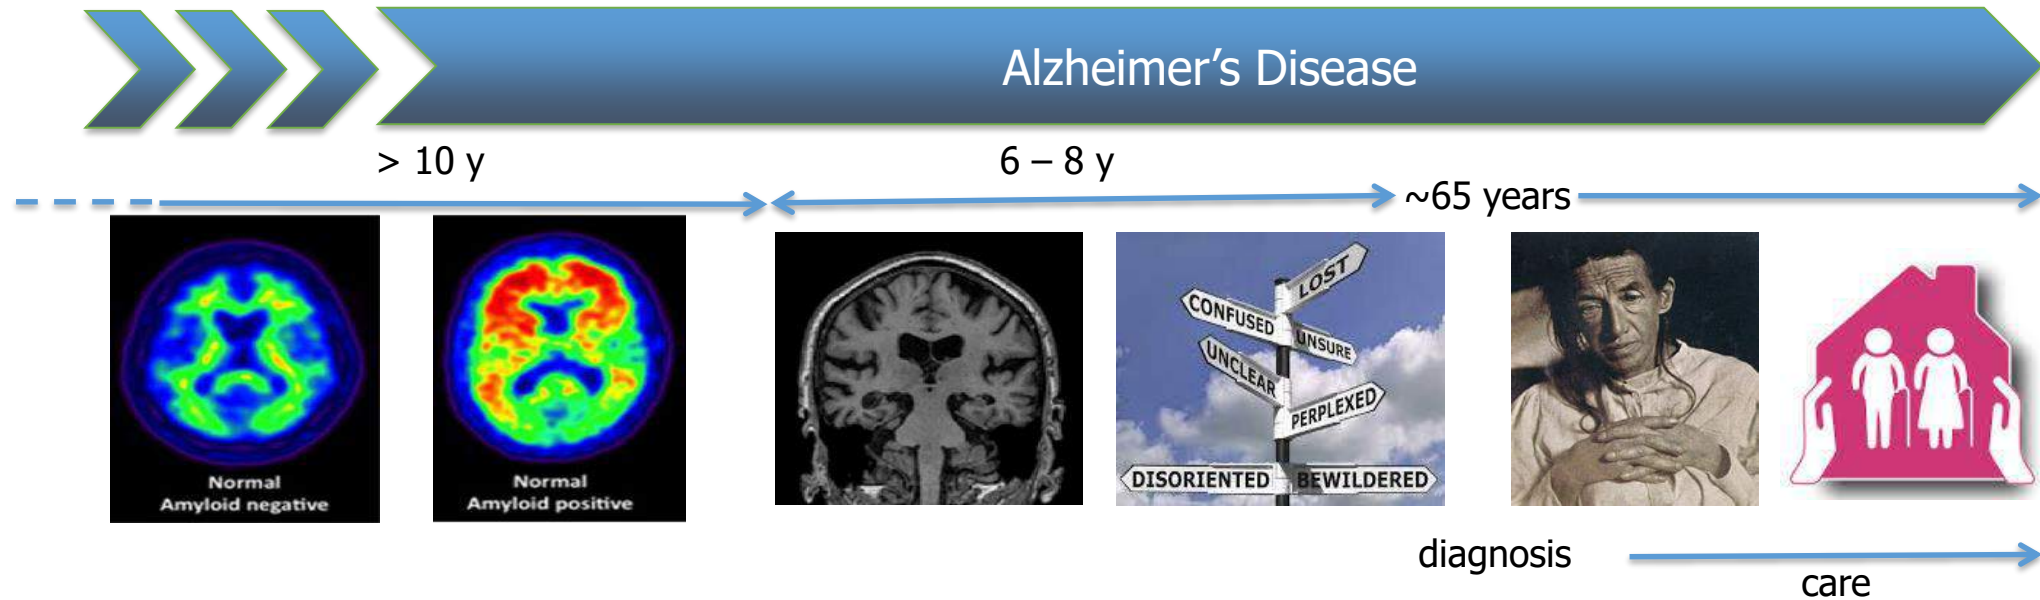 Alzheimer’s Disease
> 10 y
6 – 8 y
~65 years
Normal
Amyloid negative
Normal
Amyloid positive
LOST
CONFUSED
UNSURE
UNCLEAR
PERPLEXED
DISORIENTED
BEWILDERED
diagnosis
care